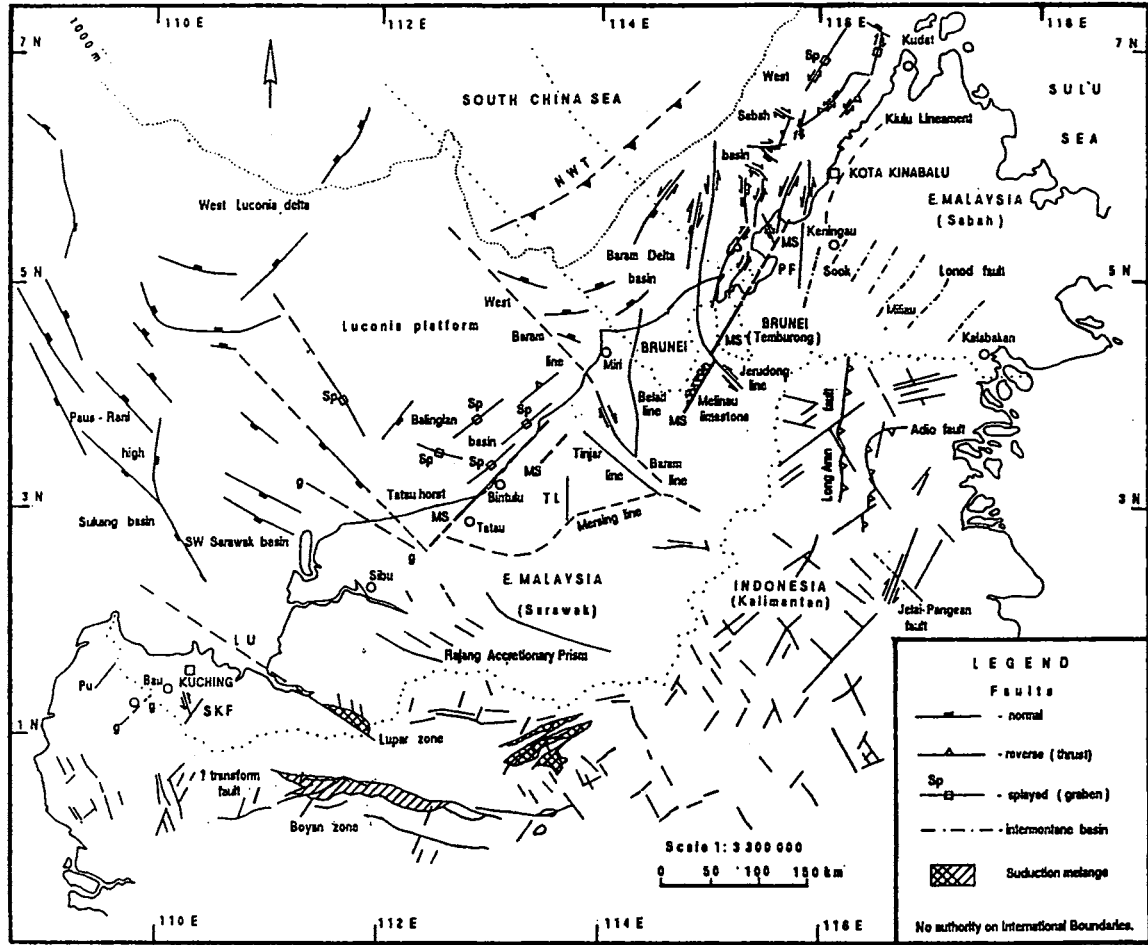 110 E
112 E
114 E
116 E
118 E
7 N
7 N
1000 m
SOUTH CHINA SEA
Sp
West
Kudat
SULU
SEA
Sabah
Kiulu Lineament
basin
NWT
KOTA KINABALU
West Luconia delta
E. MALAYSIA
(Sabah)
Keningau
MS
Baram Delta
basin
PF
Sook
Lonod fault
5 N
5 N
West
Baram
line
Luconia platform
BRUNEI
MS
BRUNEI
(Temburong)
Kalabakan
Miri
Jerudong
line
Belait
line
Melinau
limestone
MS
Sp
Balingian
basin
Sp
Sp
Sp
Sp
Paus - Rani
high
fault
Long Aran
Adio fault
Tinjar
line
Baram
line
MS
g
Tatau horst
MS
Bintulu
TL
3 N
3 N
Mersing line
Tatau
Sukang basin
SW Sarawak basin
g
E. MALAYSIA
(Sarawak)
INDONESIA
(Kalimantan)
Sibu
Jelai-Pangean
fault
LU
Rajang Accretionary Prism
KUCHING
Pu
Bau
g
g
SKF
1 N
Lupar zone
? transform
fault
Boyan zone
Scale 1: 3 300 000
0 50 100 150 km
LEGEND
Faults
- normal
- reverse (thrust)
Sp
- splayed (graben)
- intermontane basin
Suduction melange
No authority on International Boundaries.
110 E
112 E
114 E
116 E